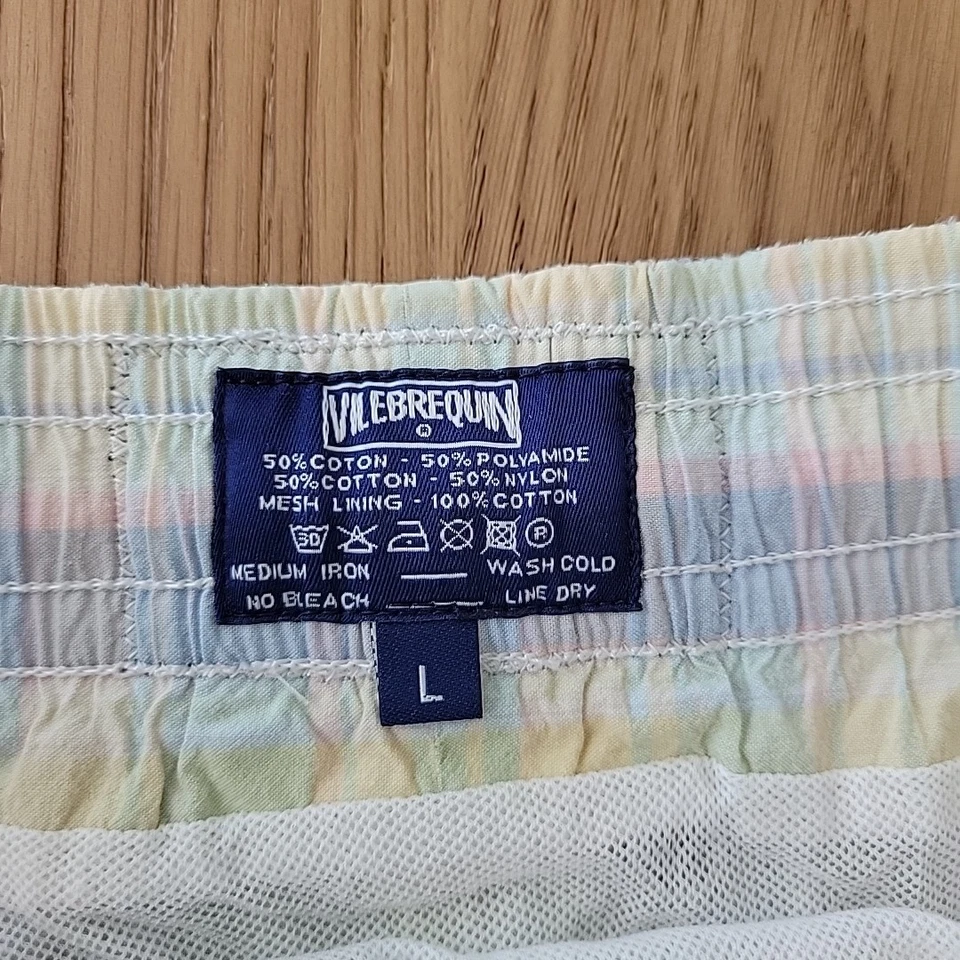 VILEBREQUIN
®
50% COTON - 50% POLYAMIDE
50% COTTON - 50% NYLON
MESH LINING - 100% COTTON
30 P
MEDIUM IRON WASH COLD
NO BLEACH LINE DRY
L